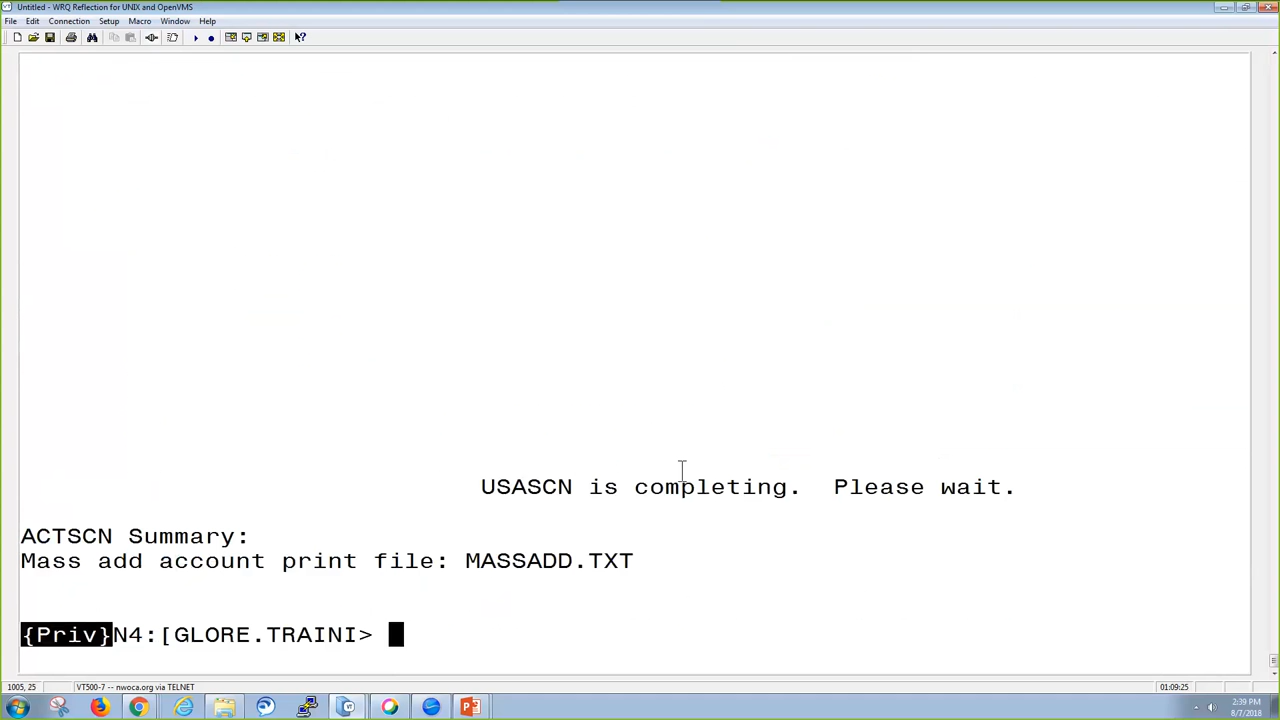 Untitled - WRQ Reflection for UNIX and OpenVMS
File Edit Connection Setup Macro Window Help
USASCN is completing.  Please wait.
ACTSCN Summary:
Mass add account print file: MASSADD.TXT
{Priv}N4:[GLORE.TRAINI>
1005, 25 VT500-7 -- nwoca.org via TELNET 01:09:25
2:39 PM
8/7/2018